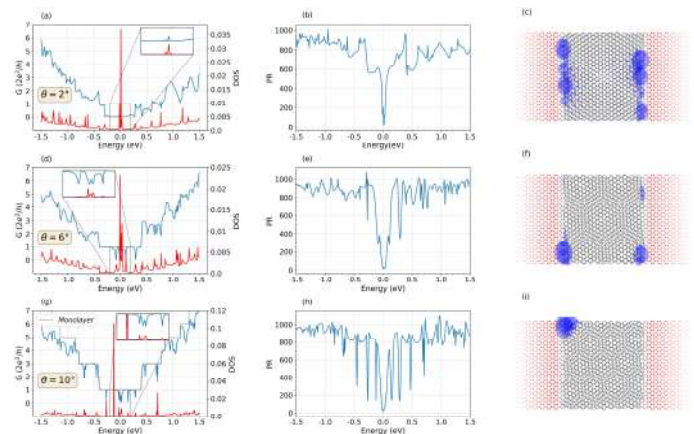 (a)
(b)
(c)
G (2e²/h)
7
6
5
4
3
2
1
0
θ = 2°
0.035
0.030
0.025
0.020
0.015
0.010
0.005
0.000
DOS
-1.5 -1.0 -0.5 0.0 0.5 1.0 1.5
Energy (eV)
PR
1000
800
600
400
200
0
-1.5 -1.0 -0.5 0.0 0.5 1.0 1.5
Energy(eV)
(d)
(e)
(f)
G (2e²/h)
7
6
5
4
3
2
1
0
θ = 6°
0.025
0.020
0.015
0.010
0.005
0.000
DOS
-1.5 -1.0 -0.5 0.0 0.5 1.0 1.5
Energy (eV)
PR
1000
800
600
400
200
0
-1.5 -1.0 -0.5 0.0 0.5 1.0 1.5
Energy (eV)
(g)
(h)
(i)
G (2e²/h)
7
6
5
4
3
2
1
0
Monolayer
θ = 10°
0.12
0.10
0.08
0.06
0.04
0.02
0.00
DOS
-1.5 -1.0 -0.5 0.0 0.5 1.0 1.5
Energy (eV)
PR
1000
800
600
400
200
0
-1.5 -1.0 -0.5 0.0 0.5 1.0 1.5
Energy (eV)